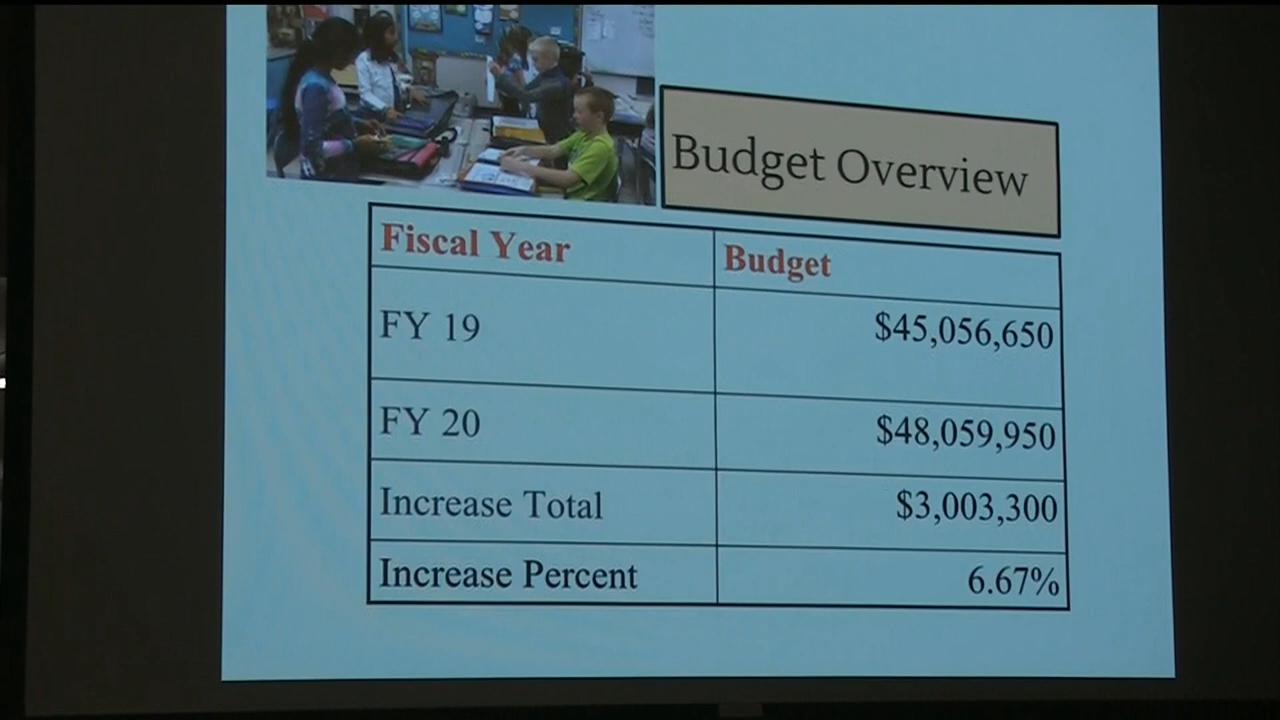 Budget Overview
Fiscal Year Budget
FY 19 $45,056,650
FY 20 $48,059,950
Increase Total $3,003,300
Increase Percent 6.67%